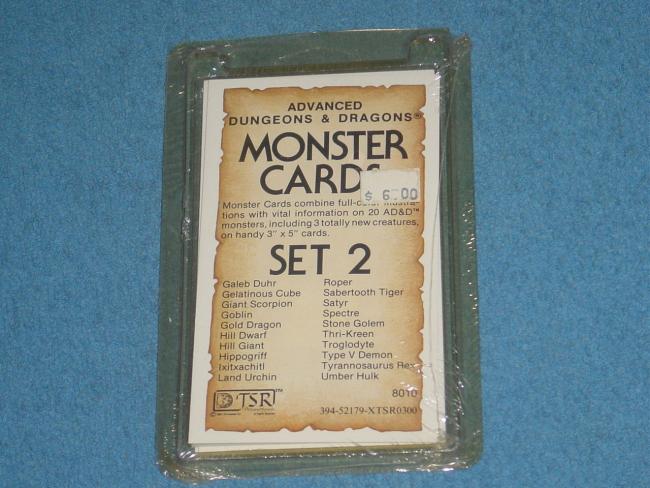 ADVANCED
DUNGEONS & DRAGONS®
MONSTER
CARDS
$ 6.00
Monster Cards combine full-color illustra-
tions with vital information on 20 AD&D™
monsters, including 3 totally new creatures,
on handy 3" x 5" cards.
SET 2
Galeb Duhr
Gelatinous Cube
Giant Scorpion
Goblin
Gold Dragon
Hill Dwarf
Hill Giant
Hippogriff
Ixitxachitl
Land Urchin
Roper
Sabertooth Tiger
Satyr
Spectre
Stone Golem
Thri-Kreen
Troglodyte
Type V Demon
Tyrannosaurus Rex
Umber Hulk
TSR™
8010
394-52179-XTSR0300